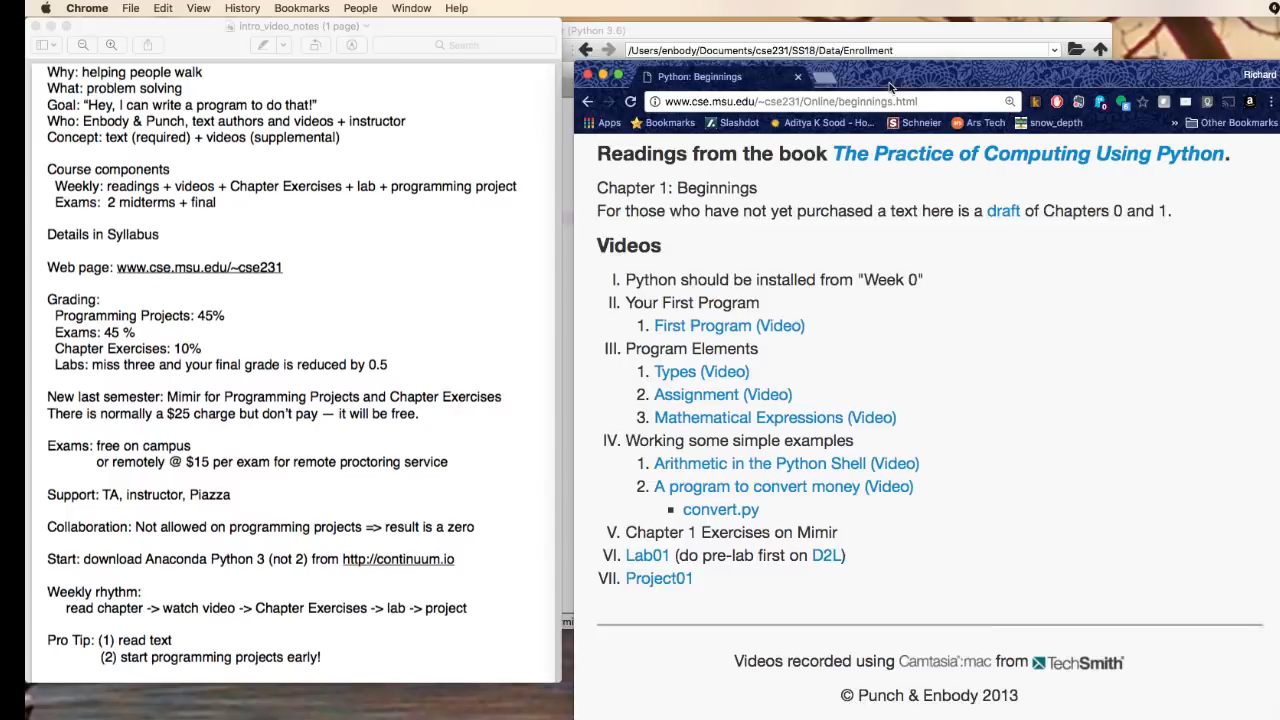 Chrome File Edit View History Bookmarks People Window Help
intro_video_notes (1 page)
Search
Why: helping people walk
What: problem solving
Goal: “Hey, I can write a program to do that!”
Who: Enbody & Punch, text authors and videos + instructor
Concept: text (required) + videos (supplemental)
Course components
Weekly: readings + videos + Chapter Exercises + lab + programming project
Exams: 2 midterms + final
Details in Syllabus
Web page: www.cse.msu.edu/~cse231
Grading:
Programming Projects: 45%
Exams: 45 %
Chapter Exercises: 10%
Labs: miss three and your final grade is reduced by 0.5
New last semester: Mimir for Programming Projects and Chapter Exercises
There is normally a $25 charge but don’t pay — it will be free.
Exams: free on campus
or remotely @ $15 per exam for remote proctoring service
Support: TA, instructor, Piazza
Collaboration: Not allowed on programming projects => result is a zero
Start: download Anaconda Python 3 (not 2) from http://continuum.io
Weekly rhythm:
read chapter -> watch video -> Chapter Exercises -> lab -> project
Pro Tip: (1) read text
(2) start programming projects early!
(Python 3.6)
/Users/enbody/Documents/cse231/SS18/Data/Enrollment
Python: Beginnings
Richard
www.cse.msu.edu/~cse231/Online/beginnings.html
Apps Bookmarks Slashdot Aditya K Sood - Ho... Schneier Ars Tech snow_depth » Other Bookmarks
Readings from the book The Practice of Computing Using Python.
Chapter 1: Beginnings
For those who have not yet purchased a text here is a draft of Chapters 0 and 1.
Videos
I. Python should be installed from "Week 0"
II. Your First Program
1. First Program (Video)
III. Program Elements
1. Types (Video)
2. Assignment (Video)
3. Mathematical Expressions (Video)
IV. Working some simple examples
1. Arithmetic in the Python Shell (Video)
2. A program to convert money (Video)
▪ convert.py
V. Chapter 1 Exercises on Mimir
VI. Lab01 (do pre-lab first on D2L)
VII. Project01
Videos recorded using Camtasia:mac from TechSmith
© Punch & Enbody 2013